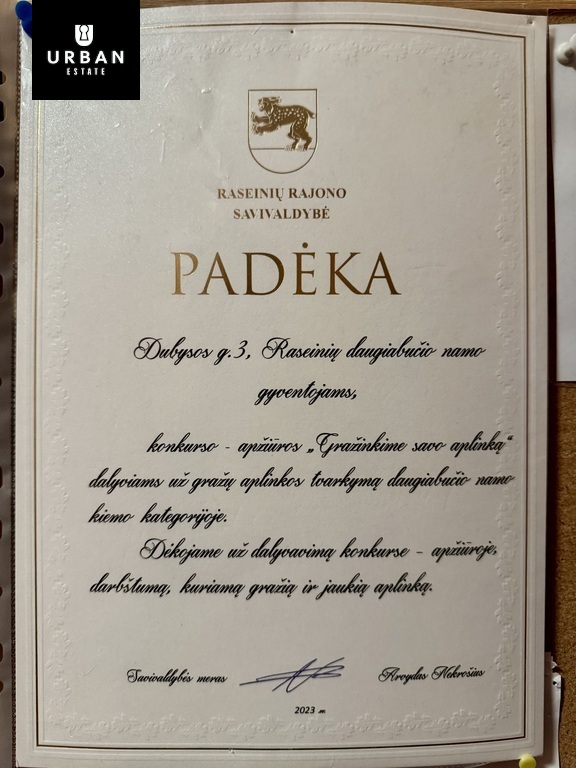 URBAN
ESTATE
RASEINIŲ RAJONO
SAVIVALDYBĖ
PADĖKA
Dubysos g.3, Raseinių daugiabučio namo
gyventojams,
konkurso - apžiūros „Gražinkime savo aplinką“
dalyviams už gražų aplinkos tvarkymą daugiabučio namo
kiemo kategorijoje.
Dėkojame už dalyvavimą konkurse - apžiūroje,
darbštumą, kuriamą gražią ir jaukią aplinką.
Savivaldybės meras
Arvydas Nekrošius
2023 m.